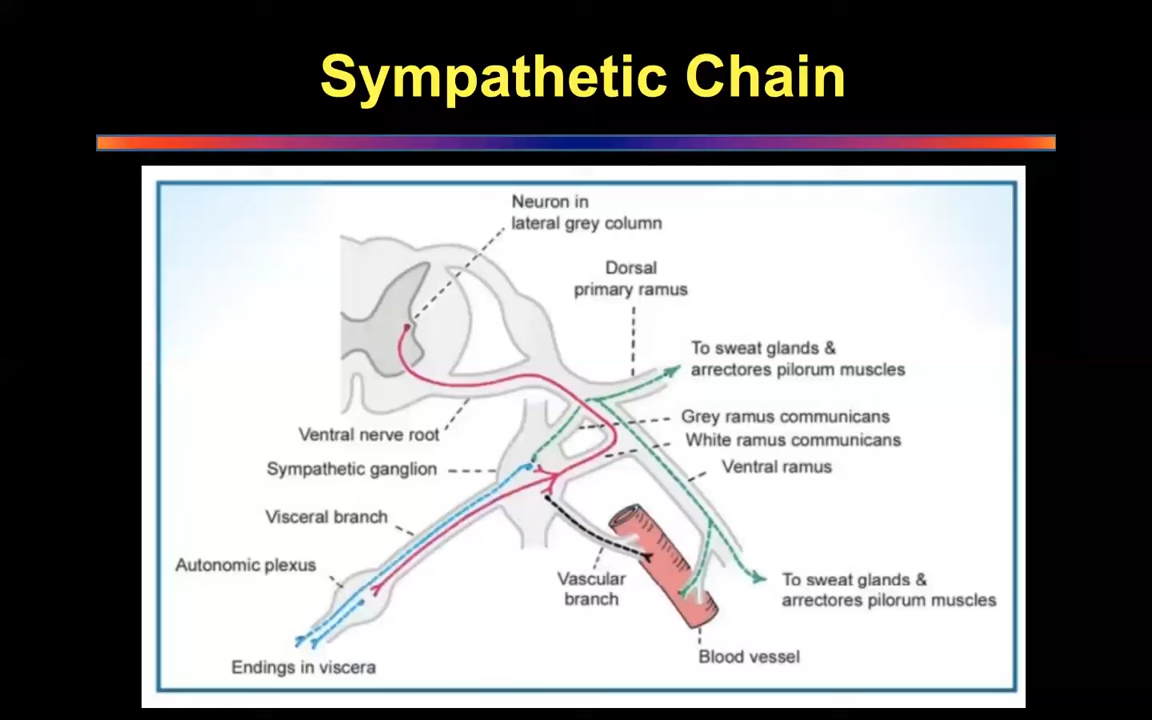 Sympathetic Chain
Neuron in
lateral grey column
Dorsal
primary ramus
To sweat glands &
arrectores pilorum muscles
Grey ramus communicans
White ramus communicans
Ventral ramus
Ventral nerve root
Sympathetic ganglion
Visceral branch
Autonomic plexus
Vascular
branch
To sweat glands &
arrectores pilorum muscles
Blood vessel
Endings in viscera